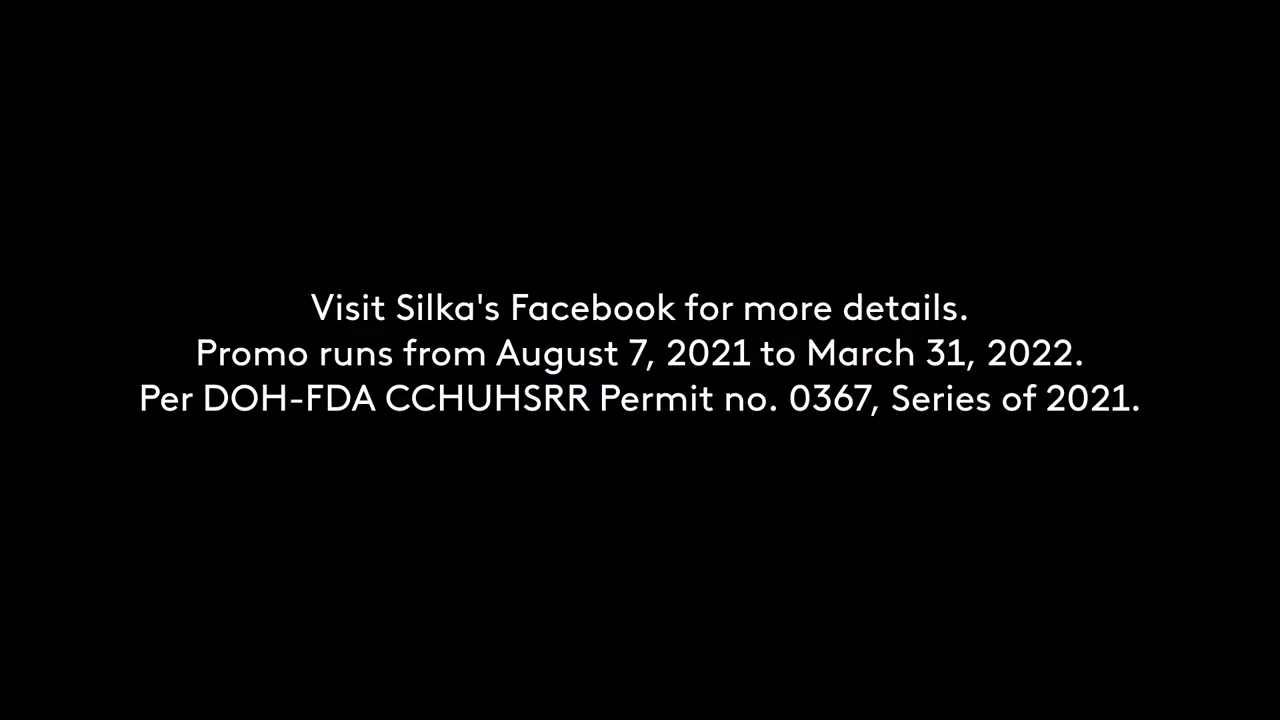 Visit Silka's Facebook for more details.
Promo runs from August 7, 2021 to March 31, 2022.
Per DOH-FDA CCHUHSRR Permit no. 0367, Series of 2021.